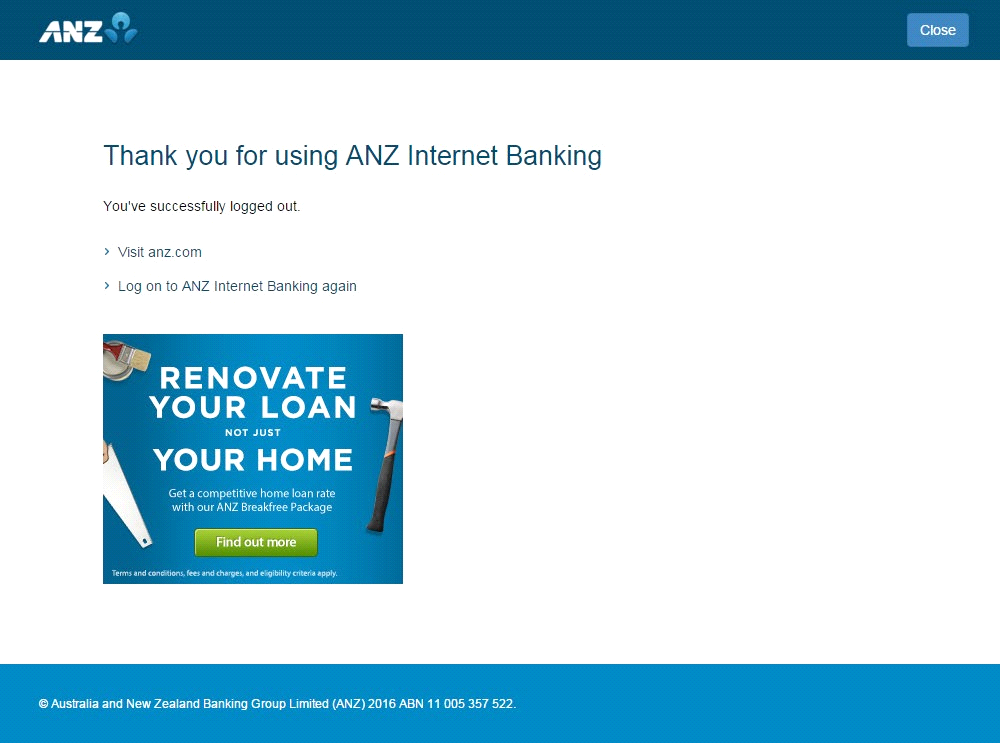 ANZ
Close
Thank you for using ANZ Internet Banking
You've successfully logged out.
Visit anz.com
Log on to ANZ Internet Banking again
RENOVATE
YOUR LOAN
NOT JUST
YOUR HOME
Get a competitive home loan rate
with our ANZ Breakfree Package
Find out more
Terms and conditions, fees and charges, and eligibility criteria apply.
© Australia and New Zealand Banking Group Limited (ANZ) 2016 ABN 11 005 357 522.